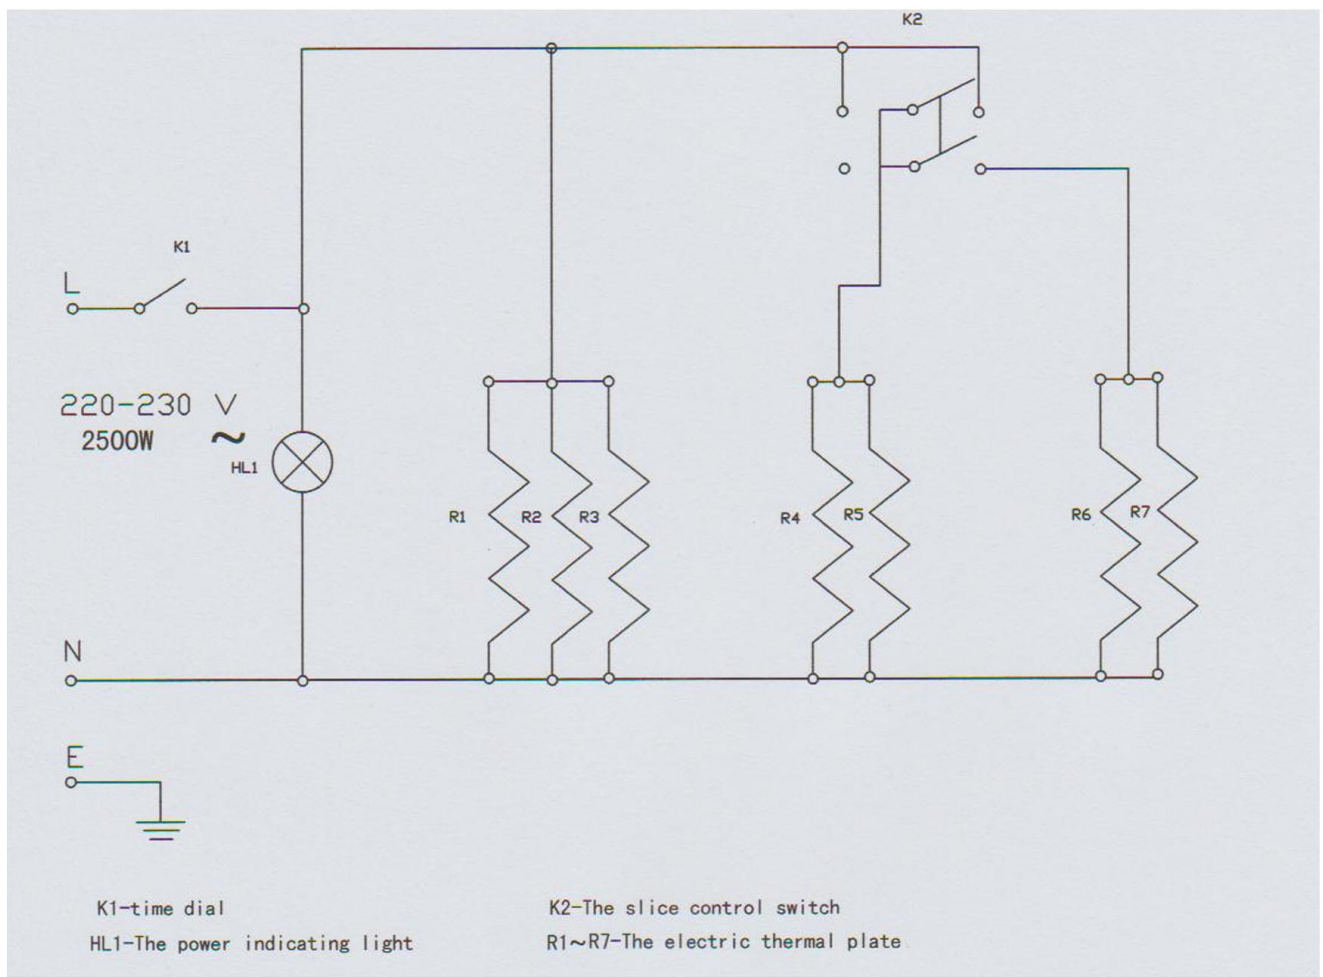 K2
K1
L
220-230 V
2500W ~
HL1
R1 R2 R3 R4 R5 R6 R7
N
E
K1-time dial
K2-The slice control switch
HL1-The power indicating light
R1~R7-The electric thermal plate